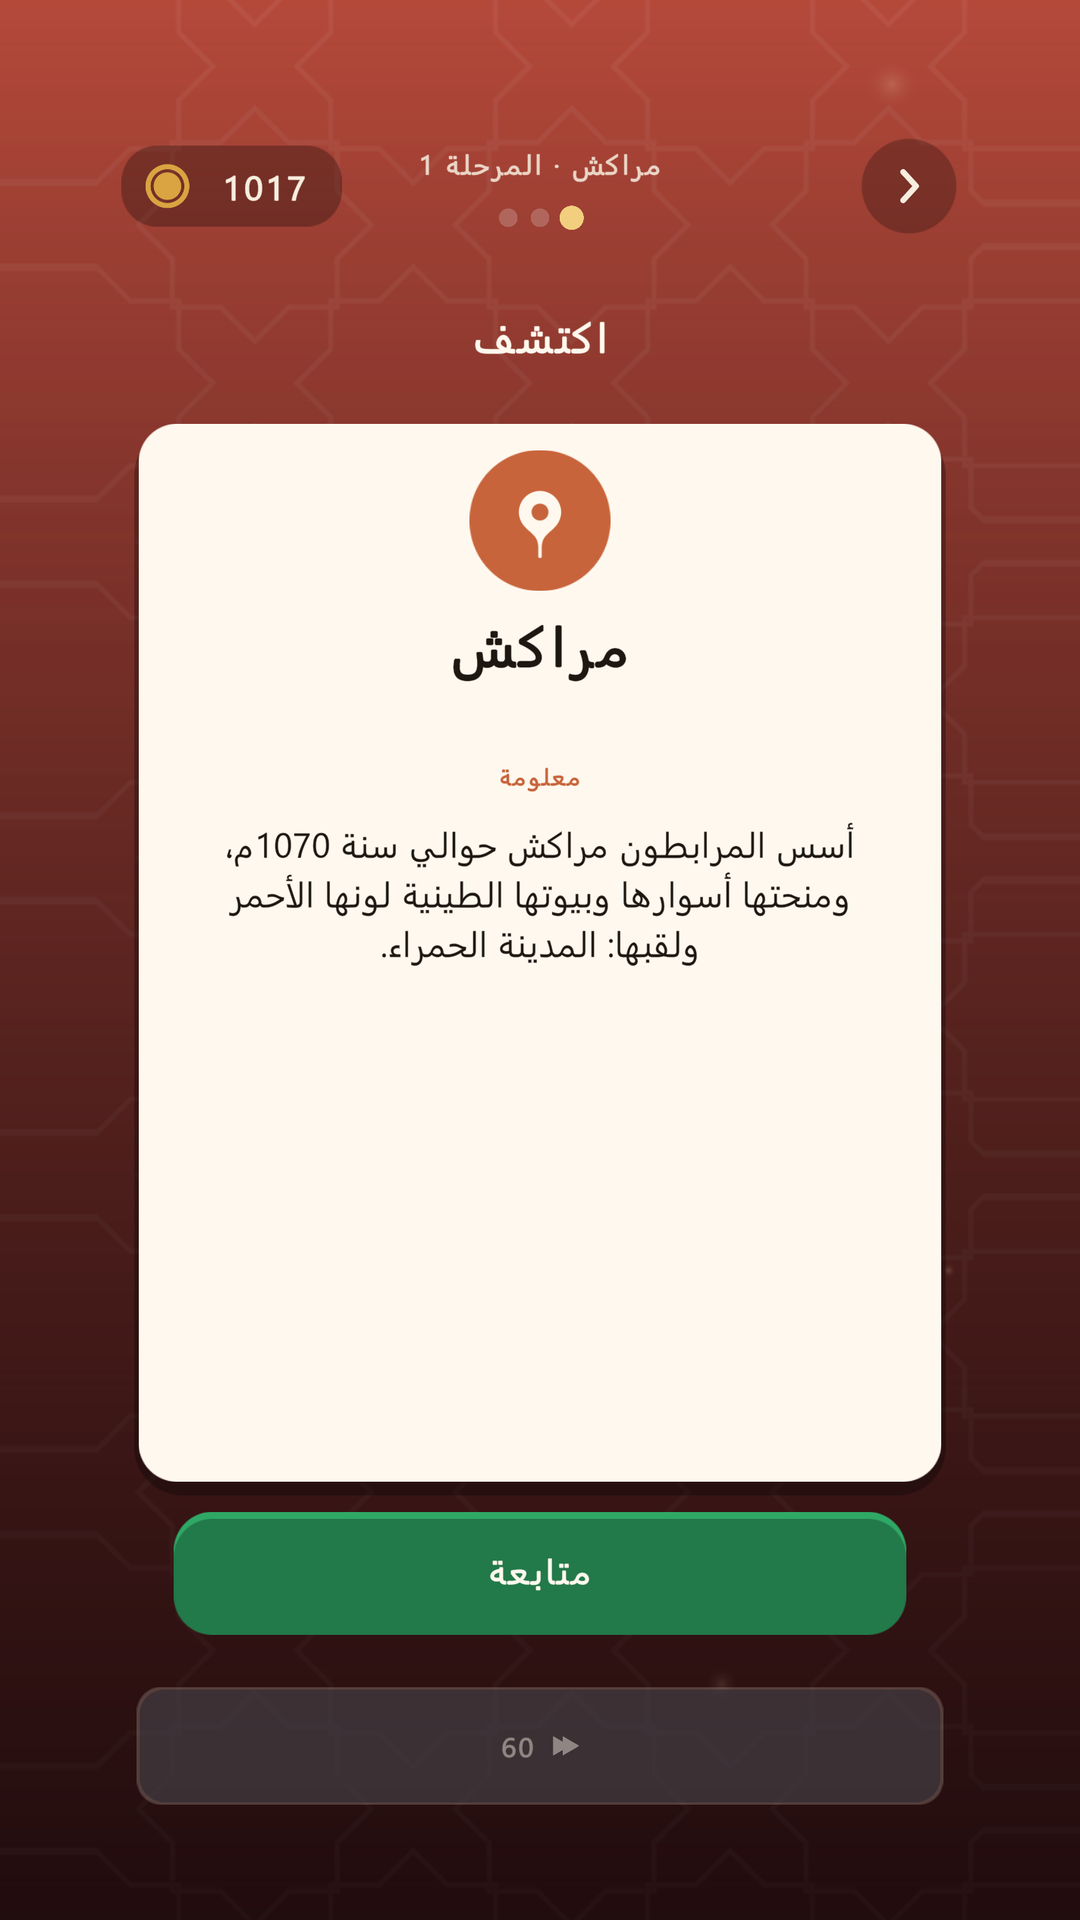 مراكش · المرحلة 1
1017
اكتشف
مراكش
معلومة
أسس المرابطون مراكش حوالي سنة 1070م،
ومنحتها أسوارها وبيوتها الطينية لونها الأحمر
ولقبها: المدينة الحمراء.
متابعة
60